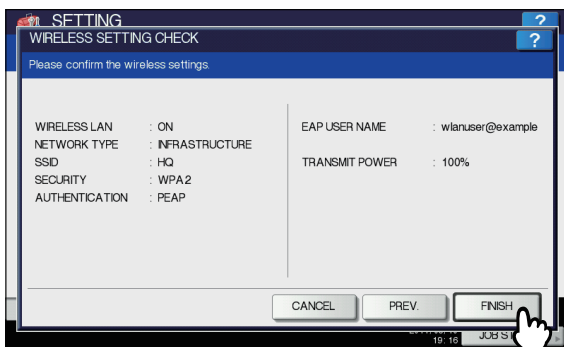 SETTING
?
WIRELESS SETTING CHECK
?
Please confirm the wireless settings.
WIRELESS LAN : ON
NETWORK TYPE : INFRASTRUCTURE
SSID : HQ
SECURITY : WPA2
AUTHENTICATION : PEAP
EAP USER NAME : wlanuser@example
TRANSMIT POWER : 100%
CANCEL
PREV.
FINISH
19:16
JOB